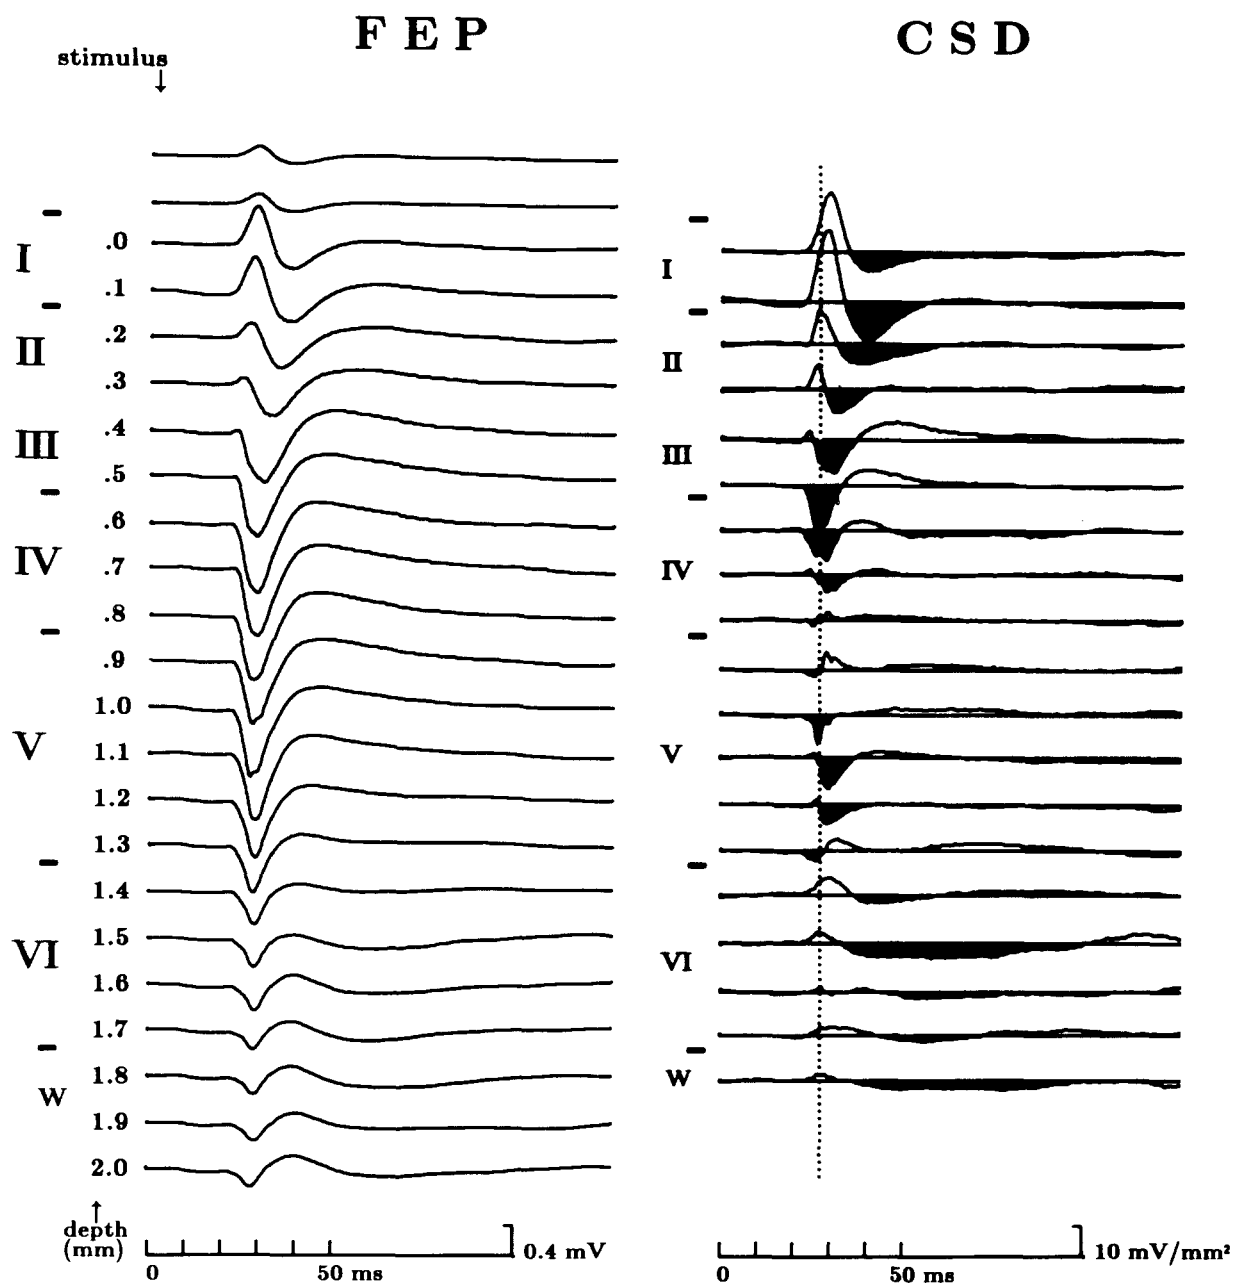 F E P
C S D
stimulus
↓
I
.0
.1
II
.2
.3
III
.4
.5
IV
.6
.7
.8
V
.9
1.0
1.1
1.2
1.3
VI
1.4
1.5
1.6
1.7
W
1.8
1.9
2.0
↑
depth
(mm)
0
50 ms
0.4 mV
I
II
III
IV
V
VI
W
0
50 ms
10 mV/mm²